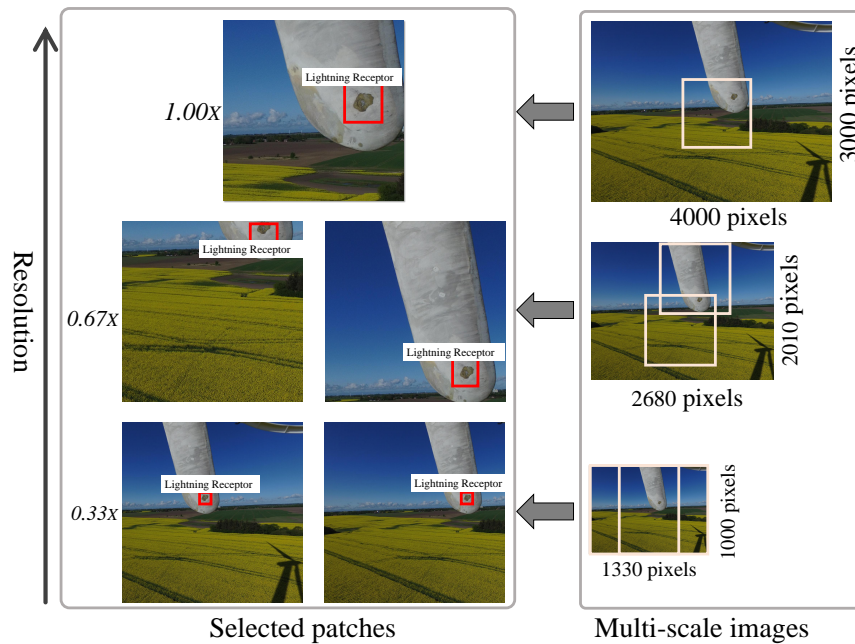 Resolution
1.00X
Lightning Receptor
3000 pixels
4000 pixels
0.67X
Lightning Receptor
Lightning Receptor
2010 pixels
2680 pixels
0.33X
Lightning Receptor
Lightning Receptor
1000 pixels
1330 pixels
Selected patches
Multi-scale images